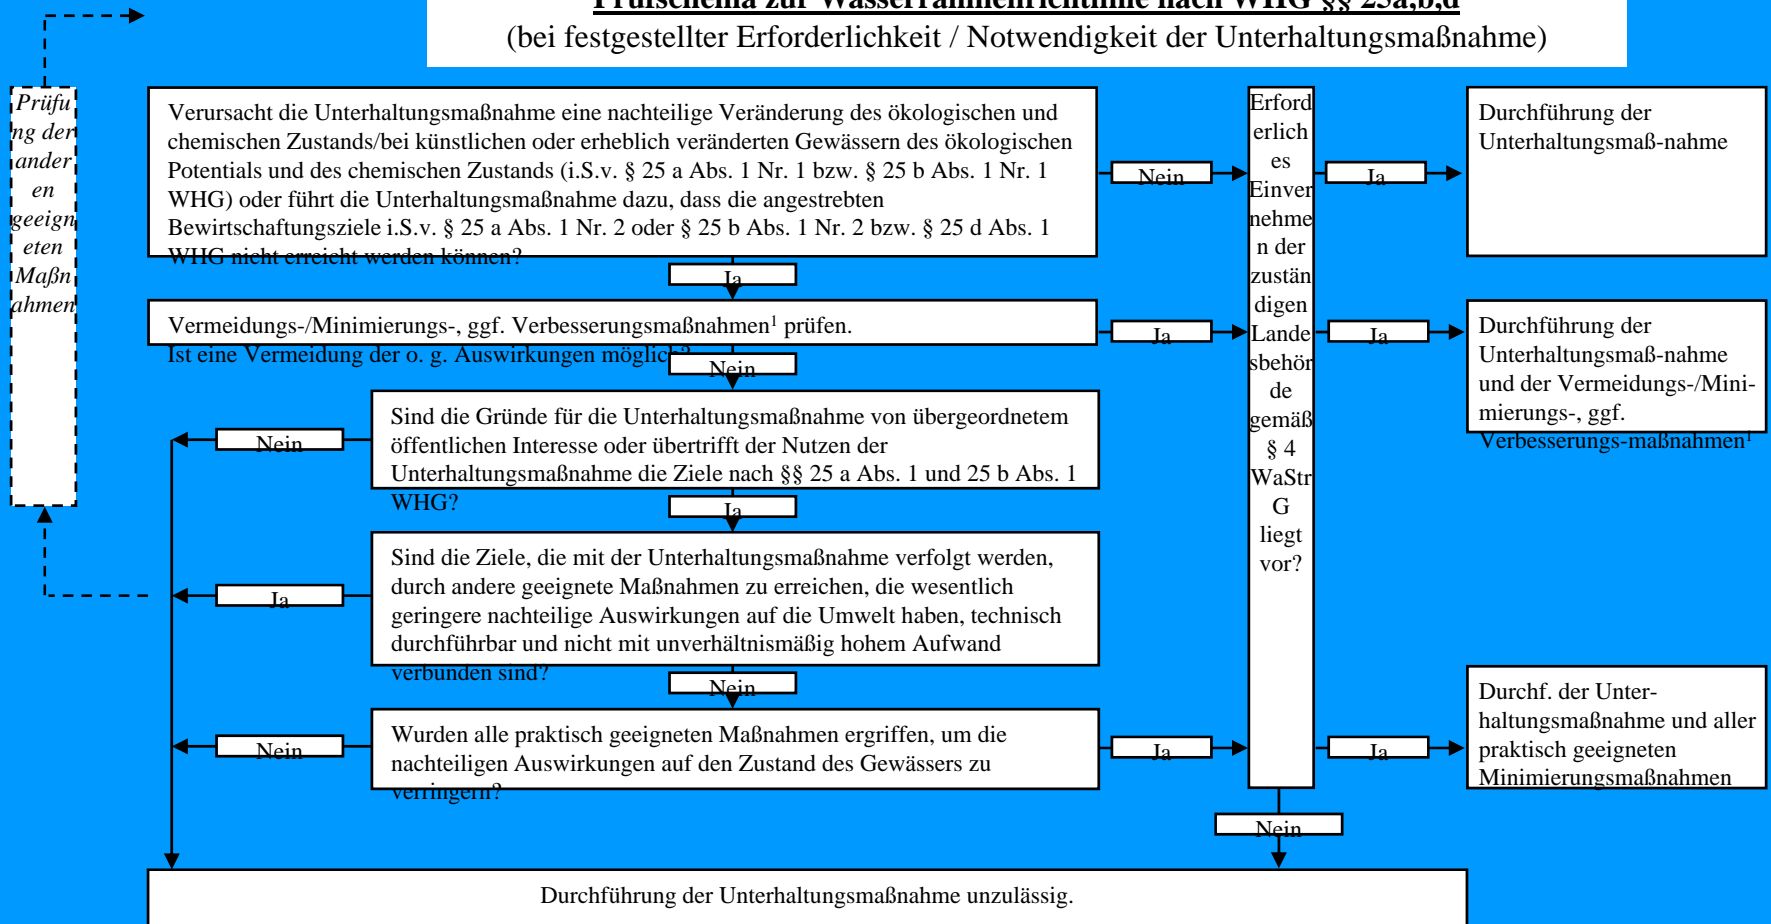 Prüfschema zur Wasserrahmenrichtlinie nach WHG §§ 25a,b,d
(bei festgestellter Erforderlichkeit / Notwendigkeit der Unterhaltungsmaßnahme)
Prüfu
ng der
ander
en
geeign
eten
Maßn
ahmen
Verursacht die Unterhaltungsmaßnahme eine nachteilige Veränderung des ökologischen und
chemischen Zustands/bei künstlichen oder erheblich veränderten Gewässern des ökologischen
Potentials und des chemischen Zustands (i.S.v. § 25 a Abs. 1 Nr. 1 bzw. § 25 b Abs. 1 Nr. 1
WHG) oder führt die Unterhaltungsmaßnahme dazu, dass die angestrebten
Bewirtschaftungsziele i.S.v. § 25 a Abs. 1 Nr. 2 oder § 25 b Abs. 1 Nr. 2 bzw. § 25 d Abs. 1
WHG nicht erreicht werden können?
Nein
Erford
erlich
es
Einver
nehme
n der
zustän
digen
Lande
sbehör
de
gemäß
§ 4
WaStr
G
liegt
vor?
Ja
Durchführung der
Unterhaltungsmaß-nahme
Ja
Vermeidungs-/Minimierungs-, ggf. Verbesserungsmaßnahmen¹ prüfen.
Ist eine Vermeidung der o. g. Auswirkungen möglich?
Ja
Ja
Durchführung der
Unterhaltungsmaß-nahme
und der Vermeidungs-/Mini-
mierungs-, ggf.
Verbesserungs-maßnahmen¹
Nein
Sind die Gründe für die Unterhaltungsmaßnahme von übergeordnetem
öffentlichen Interesse oder übertrifft der Nutzen der
Unterhaltungsmaßnahme die Ziele nach §§ 25 a Abs. 1 und 25 b Abs. 1
WHG?
Nein
Ja
Sind die Ziele, die mit der Unterhaltungsmaßnahme verfolgt werden,
durch andere geeignete Maßnahmen zu erreichen, die wesentlich
geringere nachteilige Auswirkungen auf die Umwelt haben, technisch
durchführbar und nicht mit unverhältnismäßig hohem Aufwand
verbunden sind?
Ja
Nein
Wurden alle praktisch geeigneten Maßnahmen ergriffen, um die
nachteiligen Auswirkungen auf den Zustand des Gewässers zu
verringern?
Nein
Ja
Ja
Durchf. der Unter-
haltungsmaßnahme und aller
praktisch geeigneten
Minimierungsmaßnahmen
Nein
Durchführung der Unterhaltungsmaßnahme unzulässig.